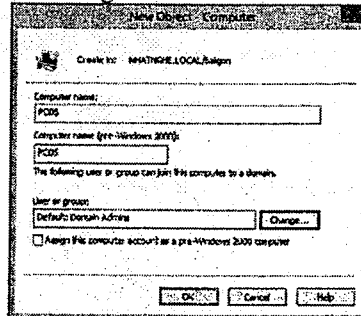 New Object - Computer
Create in: NHATNGHE.LOCAL/Saigon
Computer name:
PC05
Computer name (pre-Windows 2000):
PC05
The following user or group can join this computer to a domain.
User or group:
Default: Domain Admins
Change...
Assign this computer account as a pre-Windows 2000 computer
OK
Cancel
Help